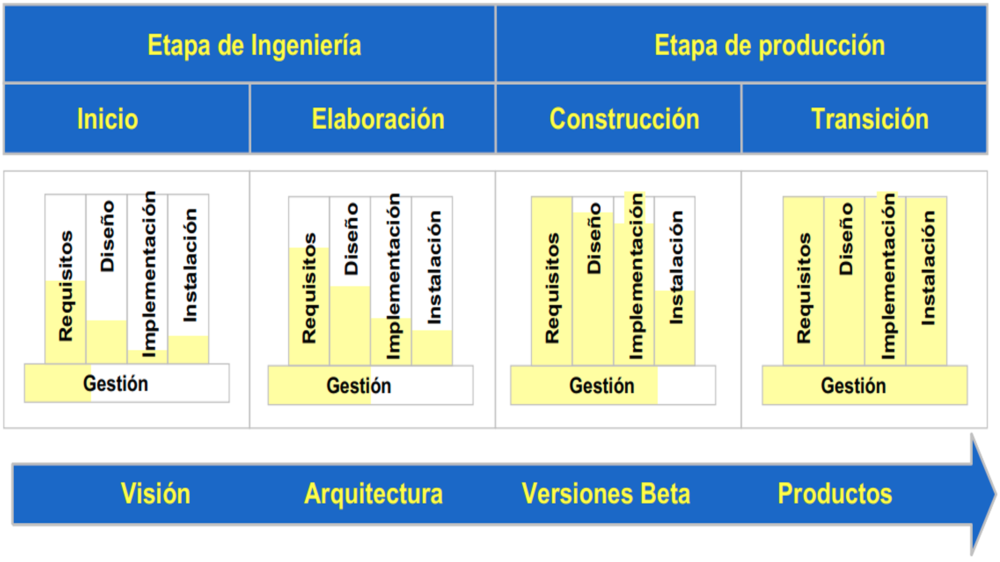 Etapa de Ingeniería
Etapa de producción
Inicio
Elaboración
Construcción
Transición
Requisitos
Diseño
Implementación
Instalación
Gestión
Requisitos
Diseño
Implementación
Instalación
Gestión
Requisitos
Diseño
Implementación
Instalación
Gestión
Requisitos
Diseño
Implementación
Instalación
Gestión
Visión
Arquitectura
Versiones Beta
Productos